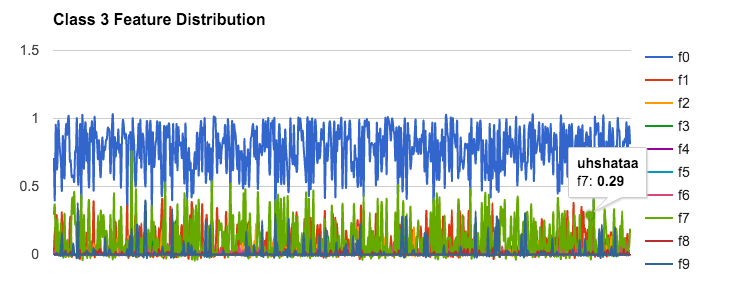 Class 3 Feature Distribution
1.5
1
0.5
0
f0
f1
f2
f3
f4
f5
f6
f7
f8
f9
uhshataa
f7: 0.29